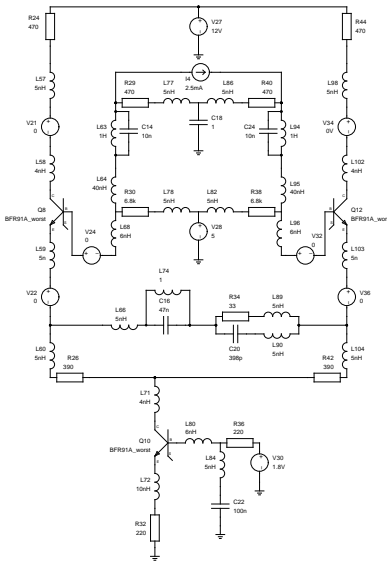 R24
470
V27
12V
R44
470
I4
2.5mA
L57
5nH
R29
470
L77
5nH
L86
5nH
R40
470
L98
5nH
V21
0
L63
1H
C14
10n
C18
1
C24
10n
L94
1H
V34
0V
L58
4nH
L64
40nH
L95
40nH
L102
4nH
Q8
BFR91A_worst
R30
6.8k
L78
5nH
L82
5nH
R38
6.8k
Q12
BFR91A_wor
L68
6nH
V28
5
L96
6nH
L59
5n
V24
0
V32
0
L103
5n
V22
0
L74
1
V36
0
C16
47n
R34
33
L89
5nH
L66
5nH
C20
398p
L90
5nH
L60
5nH
R26
390
R42
390
L104
5nH
L71
4nH
Q10
BFR91A_worst
L80
6nH
R36
220
L84
5nH
V30
1.8V
L72
10nH
C22
100n
R32
220